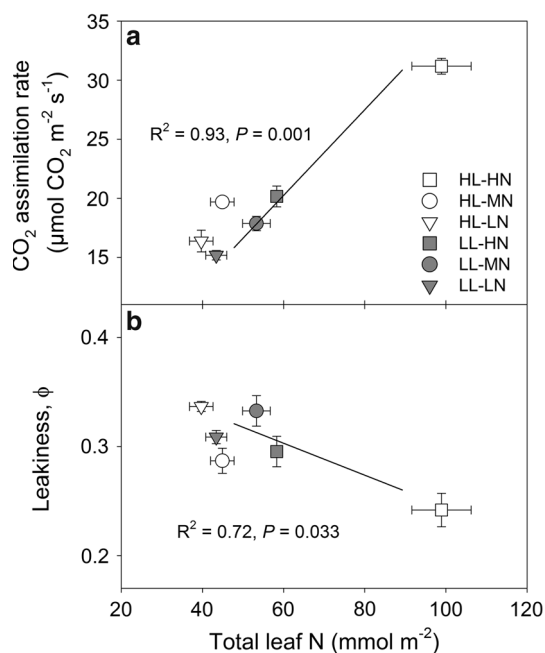 a
35
30
25
20
15
CO₂ assimilation rate
(µmol CO₂ m⁻² s⁻¹)
R² = 0.93, P = 0.001
HL-HN
HL-MN
HL-LN
LL-HN
LL-MN
LL-LN
b
0.4
0.3
0.2
Leakiness, ϕ
R² = 0.72, P = 0.033
20 40 60 80 100 120
Total leaf N (mmol m⁻²)